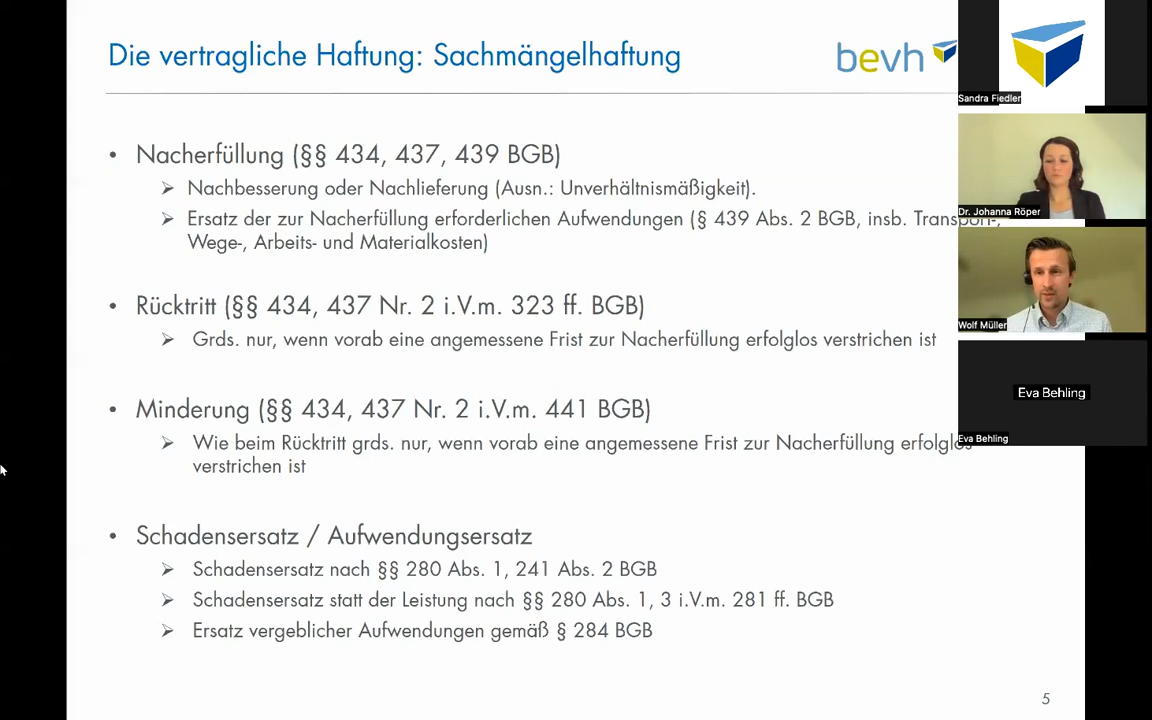 Die vertragliche Haftung: Sachmängelhaftung
bevh
• Nacherfüllung (§§ 434, 437, 439 BGB)
➢ Nachbesserung oder Nachlieferung (Ausn.: Unverhältnismäßigkeit).
➢ Ersatz der zur Nacherfüllung erforderlichen Aufwendungen (§ 439 Abs. 2 BGB, insb. Transport-,
Wege-, Arbeits- und Materialkosten)
• Rücktritt (§§ 434, 437 Nr. 2 i.V.m. 323 ff. BGB)
➢ Grds. nur, wenn vorab eine angemessene Frist zur Nacherfüllung erfolglos verstrichen ist
• Minderung (§§ 434, 437 Nr. 2 i.V.m. 441 BGB)
➢ Wie beim Rücktritt grds. nur, wenn vorab eine angemessene Frist zur Nacherfüllung erfolglos
verstrichen ist
• Schadensersatz / Aufwendungsersatz
➢ Schadensersatz nach §§ 280 Abs. 1, 241 Abs. 2 BGB
➢ Schadensersatz statt der Leistung nach §§ 280 Abs. 1, 3 i.V.m. 281 ff. BGB
➢ Ersatz vergeblicher Aufwendungen gemäß § 284 BGB
5
Sandra Fiedler
Dr. Johanna Röper
Wolf Müller
Eva Behling
Eva Behling